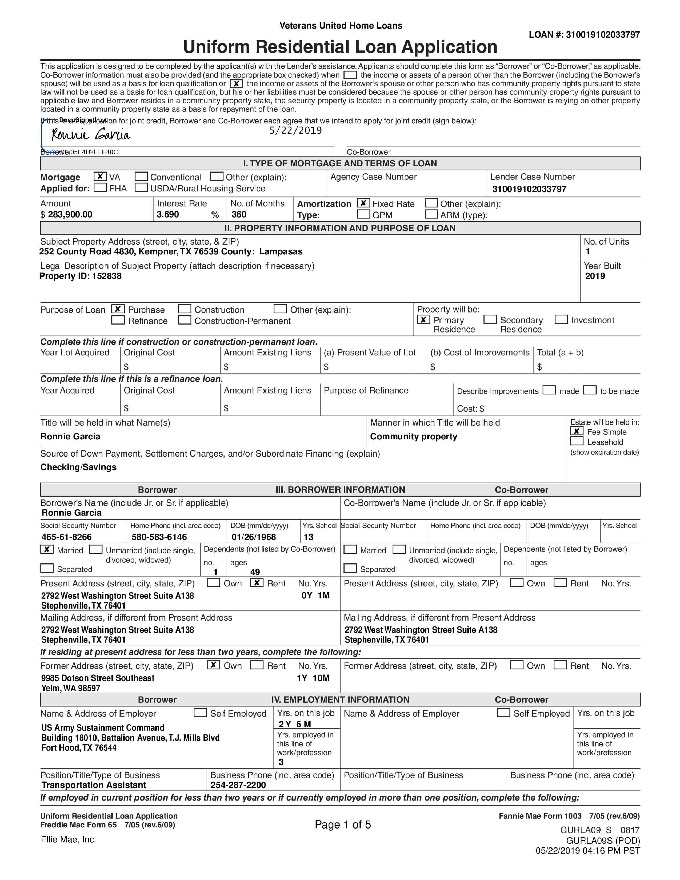 Veterans United Home Loans
LOAN #: 310019102033797
Uniform Residential Loan Application
This application is designed to be completed by the applicant(s) with the Lender's assistance. Applicants should complete this form as "Borrower" or "Co-Borrower," as applicable.
Co-Borrower information must also be provided (and the appropriate box checked) when the income or assets of a person other than the Borrower (including the Borrower's
spouse) will be used as a basis for loan qualification or X the income or assets of the Borrower's spouse or other person who has community property rights pursuant to state
law will not be used as a basis for loan qualification, but his or her liabilities must be considered because the spouse or other person has community property rights pursuant to
applicable law and Borrower resides in a community property state, the security property is located in a community property state, or the Borrower is relying on other property
located in a community property state as a basis for repayment of the loan.
for joint credit, Borrower and Co-Borrower each agree that we intend to apply for joint credit (sign below):
Ronnie Garcia 5/22/2019
Borrower Co-Borrower
I. TYPE OF MORTGAGE AND TERMS OF LOAN
Mortgage X VA Conventional Other (explain): Agency Case Number Lender Case Number
Applied for: FHA USDA/Rural Housing Service 310019102033797
Amount Interest Rate No. of Months Amortization X Fixed Rate Other (explain):
$ 283,900.00 3.690 % 360 Type: GPM ARM (type):
II. PROPERTY INFORMATION AND PURPOSE OF LOAN
Subject Property Address (street, city, state, & ZIP) No. of Units
252 County Road 4830, Kempner, TX 76539 County: Lampasas 1
Legal Description of Subject Property (attach description if necessary) Year Built
Property ID: 152838 2019
Purpose of Loan X Purchase Construction Other (explain): Property will be:
Refinance Construction-Permanent X Primary Residence Secondary Residence Investment
Complete this line if construction or construction-permanent loan.
Year Lot Acquired Original Cost Amount Existing Liens (a) Present Value of Lot (b) Cost of Improvements Total (a + b)
$ $ $ $ $
Complete this line if this is a refinance loan.
Year Acquired Original Cost Amount Existing Liens Purpose of Refinance Describe Improvements made to be made
$ $ Cost: $
Title will be held in what Name(s) Manner in which Title will be held Estate will be held in:
Ronnie Garcia Community property X Fee Simple
Leasehold
Source of Down Payment, Settlement Charges, and/or Subordinate Financing (explain) (show expiration date)
Checking/Savings
Borrower III. BORROWER INFORMATION Co-Borrower
Borrower's Name (include Jr. or Sr. if applicable) Co-Borrower's Name (include Jr. or Sr. if applicable)
Ronnie Garcia
Social Security Number Home Phone (incl. area code) DOB (mm/dd/yyyy) Yrs. School Social Security Number Home Phone (incl. area code) DOB (mm/dd/yyyy) Yrs. School
465-61-8266 580-583-6146 01/26/1968 13
X Married Unmarried (include single, divorced, widowed) Dependents (not listed by Co-Borrower) Married Unmarried (include single, divorced, widowed) Dependents (not listed by Borrower)
Separated no. 1 ages 49 Separated no. ages
Present Address (street, city, state, ZIP) Own X Rent No. Yrs. Present Address (street, city, state, ZIP) Own Rent No. Yrs.
2792 West Washington Street Suite A138 0Y 1M
Stephenville, TX 76401
Mailing Address, if different from Present Address Mailing Address, if different from Present Address
2792 West Washington Street Suite A138 2792 West Washington Street Suite A138
Stephenville, TX 76401 Stephenville, TX 76401
If residing at present address for less than two years, complete the following:
Former Address (street, city, state, ZIP) X Own Rent No. Yrs. Former Address (street, city, state, ZIP) Own Rent No. Yrs.
9985 Dotson Street Southeast 1Y 10M
Yelm, WA 98597
Borrower IV. EMPLOYMENT INFORMATION Co-Borrower
Name & Address of Employer Self Employed Yrs. on this job Name & Address of Employer Self Employed Yrs. on this job
US Army Sustainment Command 2 Y 6 M
Building 18010, Battalion Avenue, T.J. Mills Blvd Yrs. employed in this line of work/profession Yrs. employed in this line of work/profession
Fort Hood, TX 76544 3
Position/Title/Type of Business Business Phone (incl. area code) Position/Title/Type of Business Business Phone (incl. area code)
Transportation Assistant 254-287-2200
If employed in current position for less than two years or if currently employed in more than one position, complete the following:
Uniform Residential Loan Application Fannie Mae Form 1003 7/05 (rev.6/09)
Freddie Mac Form 65 7/05 (rev.6/09) Page 1 of 5
Ellie Mae, Inc. GURLA09_S 0817
GURLA09S (POD)
05/22/2019 04:16 PM PST